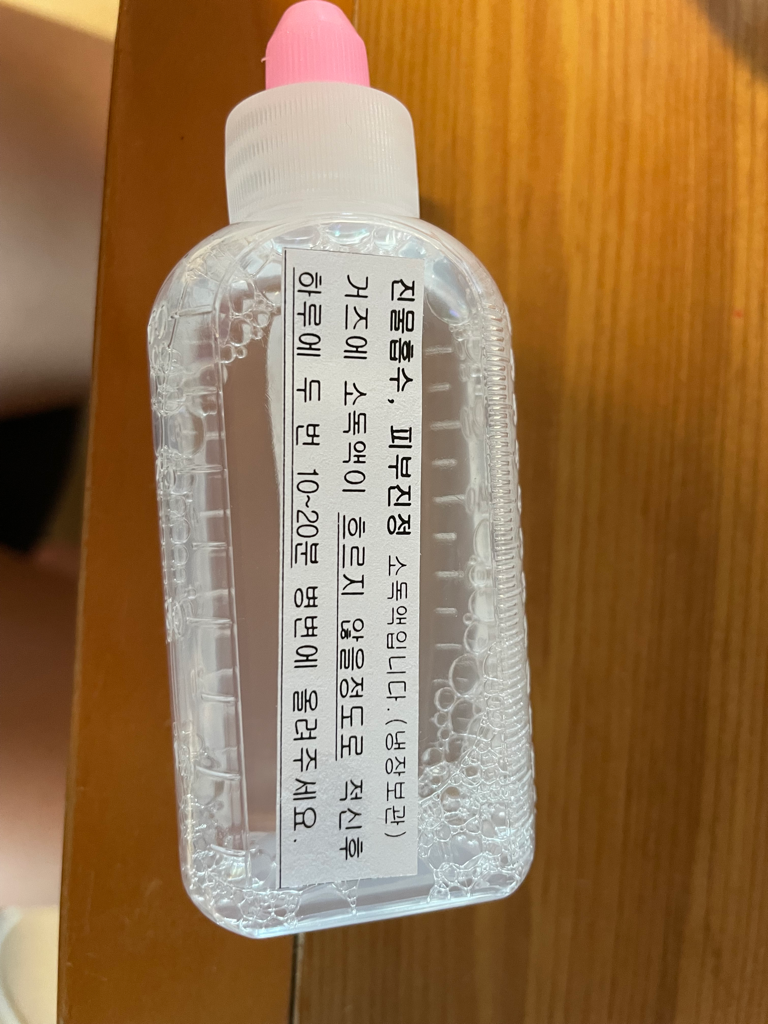 진물흡수, 피부진정 소독액입니다.(냉장보관)
거즈에 소독액이 흐르지 않을정도로 적신후
하루에 두 번 10~20분 병변에 올려주세요.